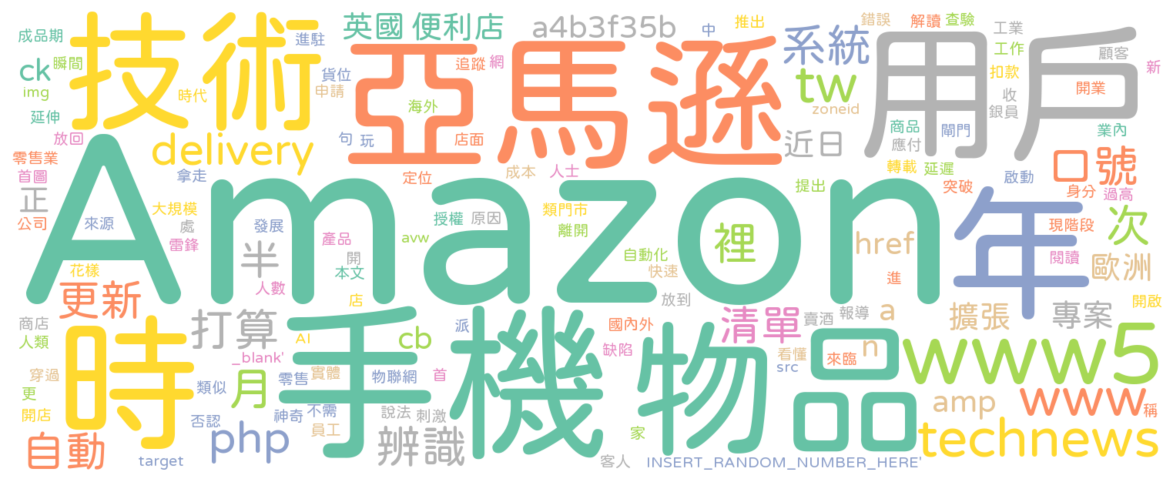 成品期 瞬間 技術 進駐 英國 便利店 a4b3f35b 中 推出 錯誤 解讀 查驗 工業
ck img 時代 貨位 申請 亞馬遜 追蹤 網 系統 用戶 工作 顧客 新
延伸 海外 tw zoneid 扣款 開業
放回 delivery 句 玩 店面 近日 商品 應付 閘門 收 銀員 業內
零售業 首圖 拿走 定位 成本 人士 提出 轉載 延遲 啟動 口號
正 公司 來源 大規模 處 雷鋒 發展 Amazon 授權 原因 類門市 離開 突破 年 身分 過高 現階段 次
花樣 半 人數 產品 開 本文 avw 自動化 快速 裡 href 進 閱讀 歐洲
更新 店 放到 開啟
商店 人類 時 打算 _blank' AI 手機 cb 派 物品 國內外 缺陷 清單 賣酒 報導 a n 擴張 專案
穿過 更 類似 月 零售 實體 物聯網 首 看懂 src 來臨 www5
開店 否認 神奇 不需 員工 說法 刺激 amp www 稱
自動 php 辨識 家 technews
target 客人 INSERT_RANDOM_NUMBER_HERE'